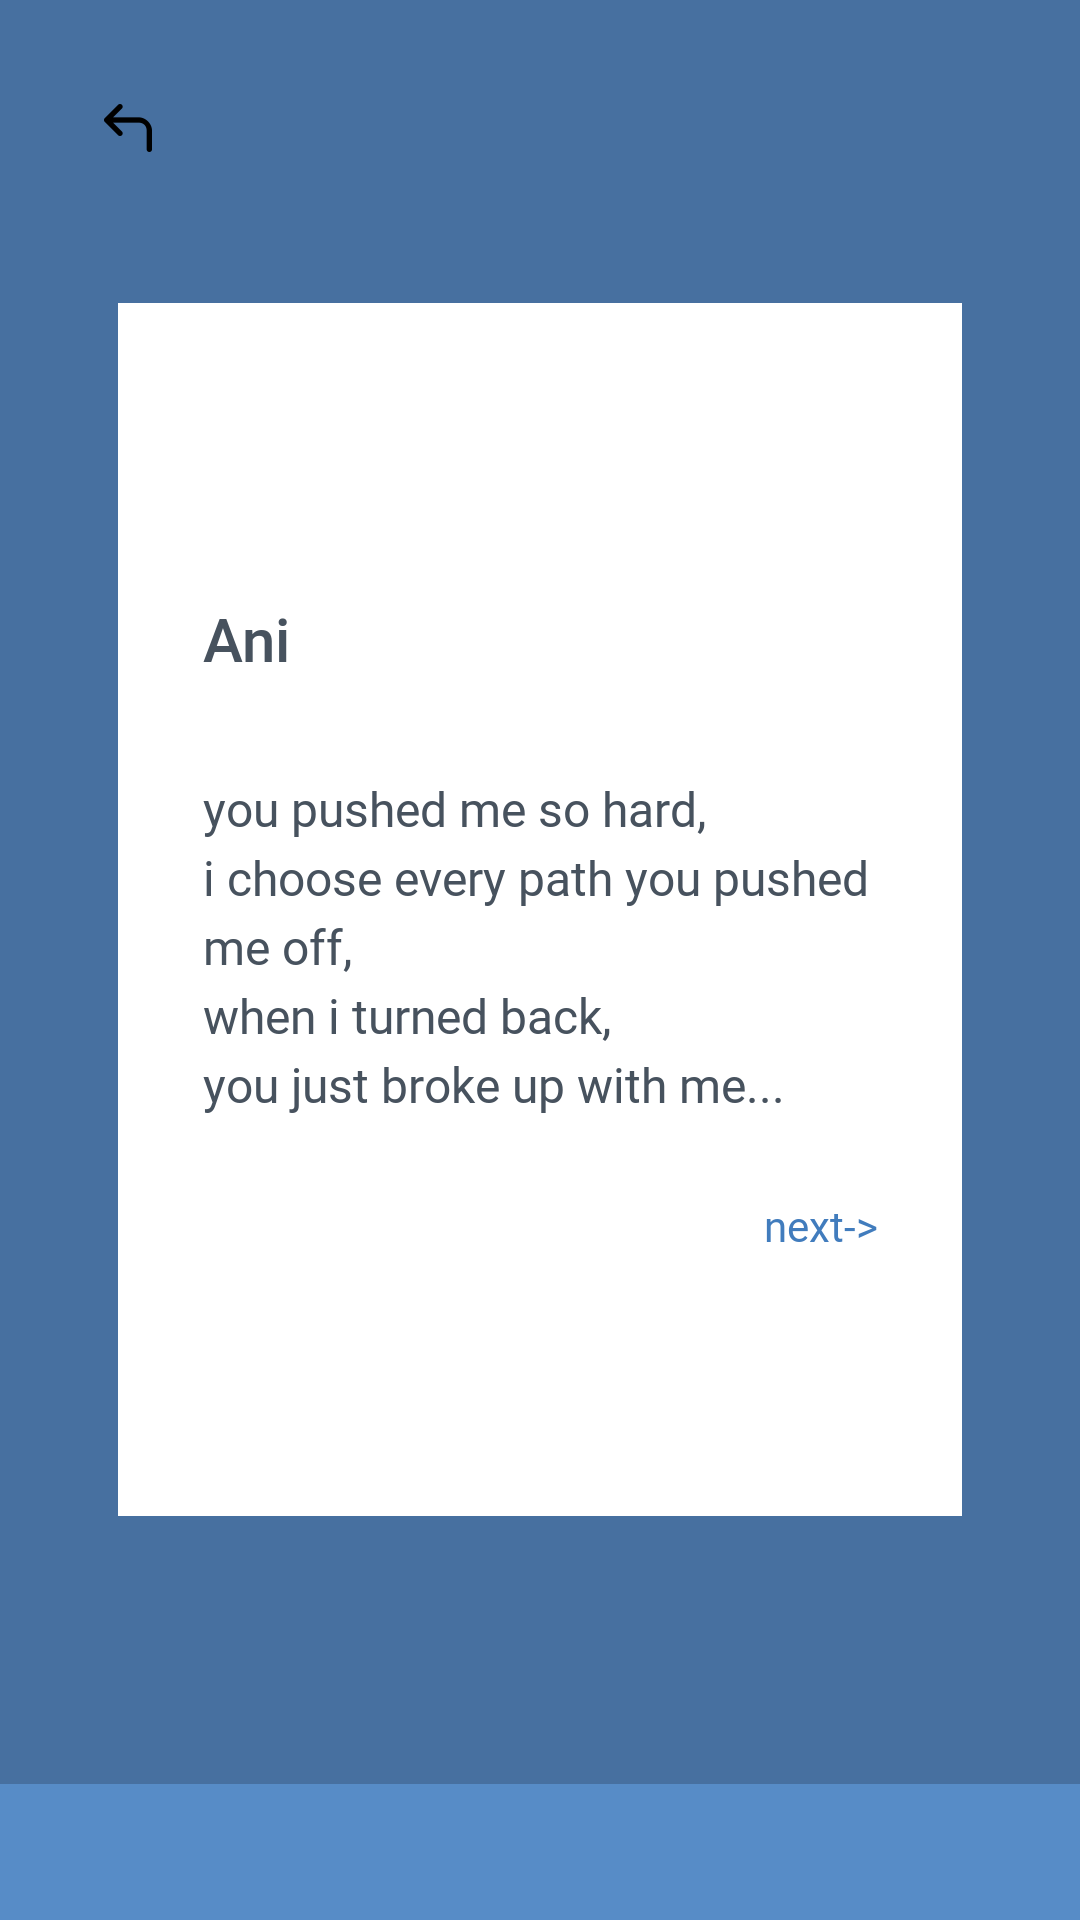 Ani
you pushed me so hard,
i choose every path you pushed
me off,
when i turned back,
you just broke up with me...
next->